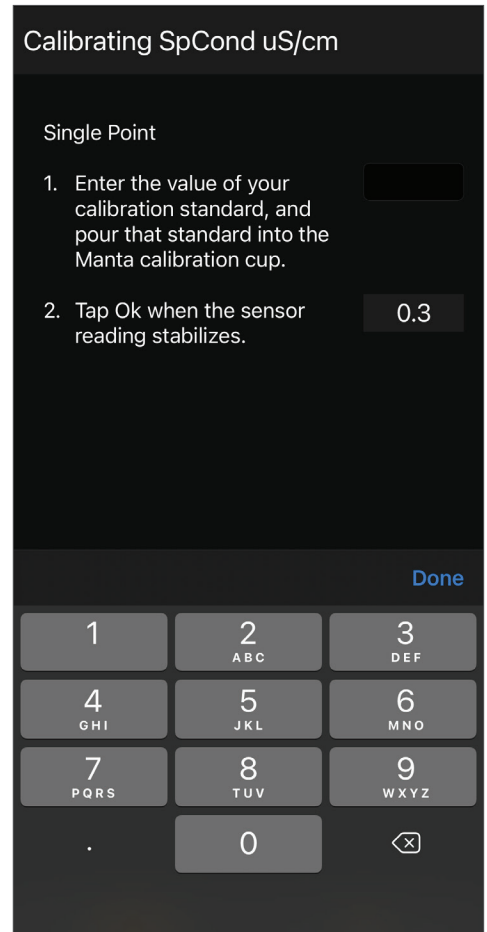 Calibrating SpCond uS/cm
Single Point
1. Enter the value of your
calibration standard, and
pour that standard into the
Manta calibration cup.
2. Tap Ok when the sensor
reading stabilizes.
0.3
Done
1
2
ABC
3
DEF
4
GHI
5
JKL
6
MNO
7
PQRS
8
TUV
9
WXYZ
.
0